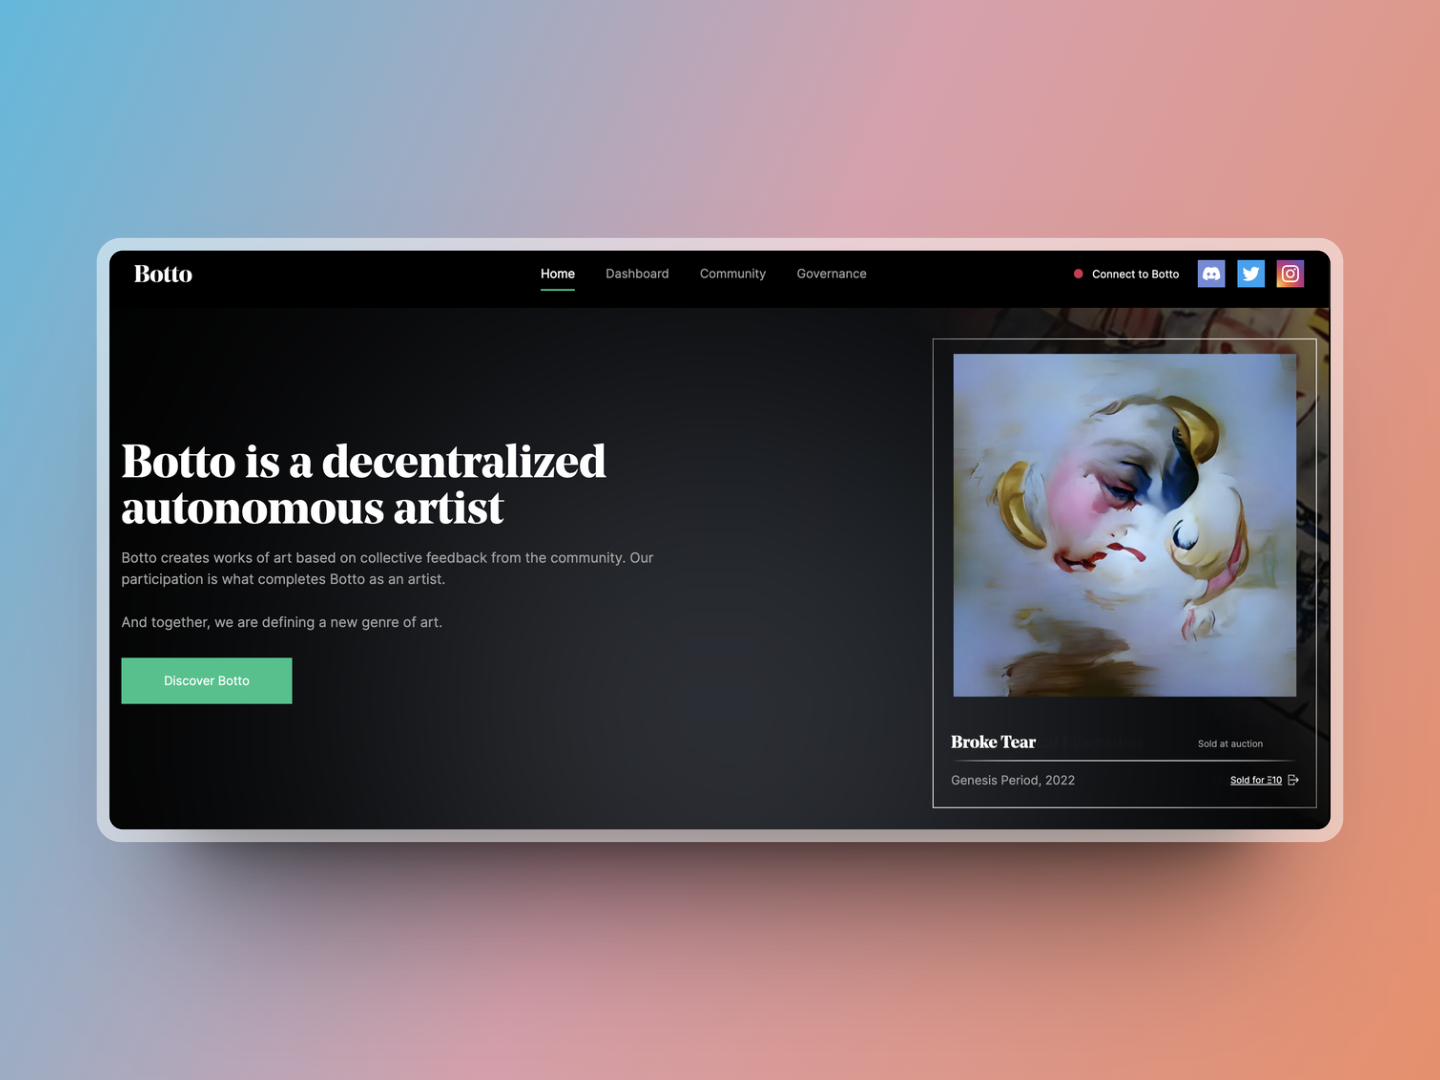 Botto
Home Dashboard Community Governance
Connect to Botto
Botto is a decentralized
autonomous artist
Botto creates works of art based on collective feedback from the community. Our
participation is what completes Botto as an artist.
And together, we are defining a new genre of art.
Discover Botto
Broke Tear
Sold at auction
Genesis Period, 2022
Sold for Ξ10